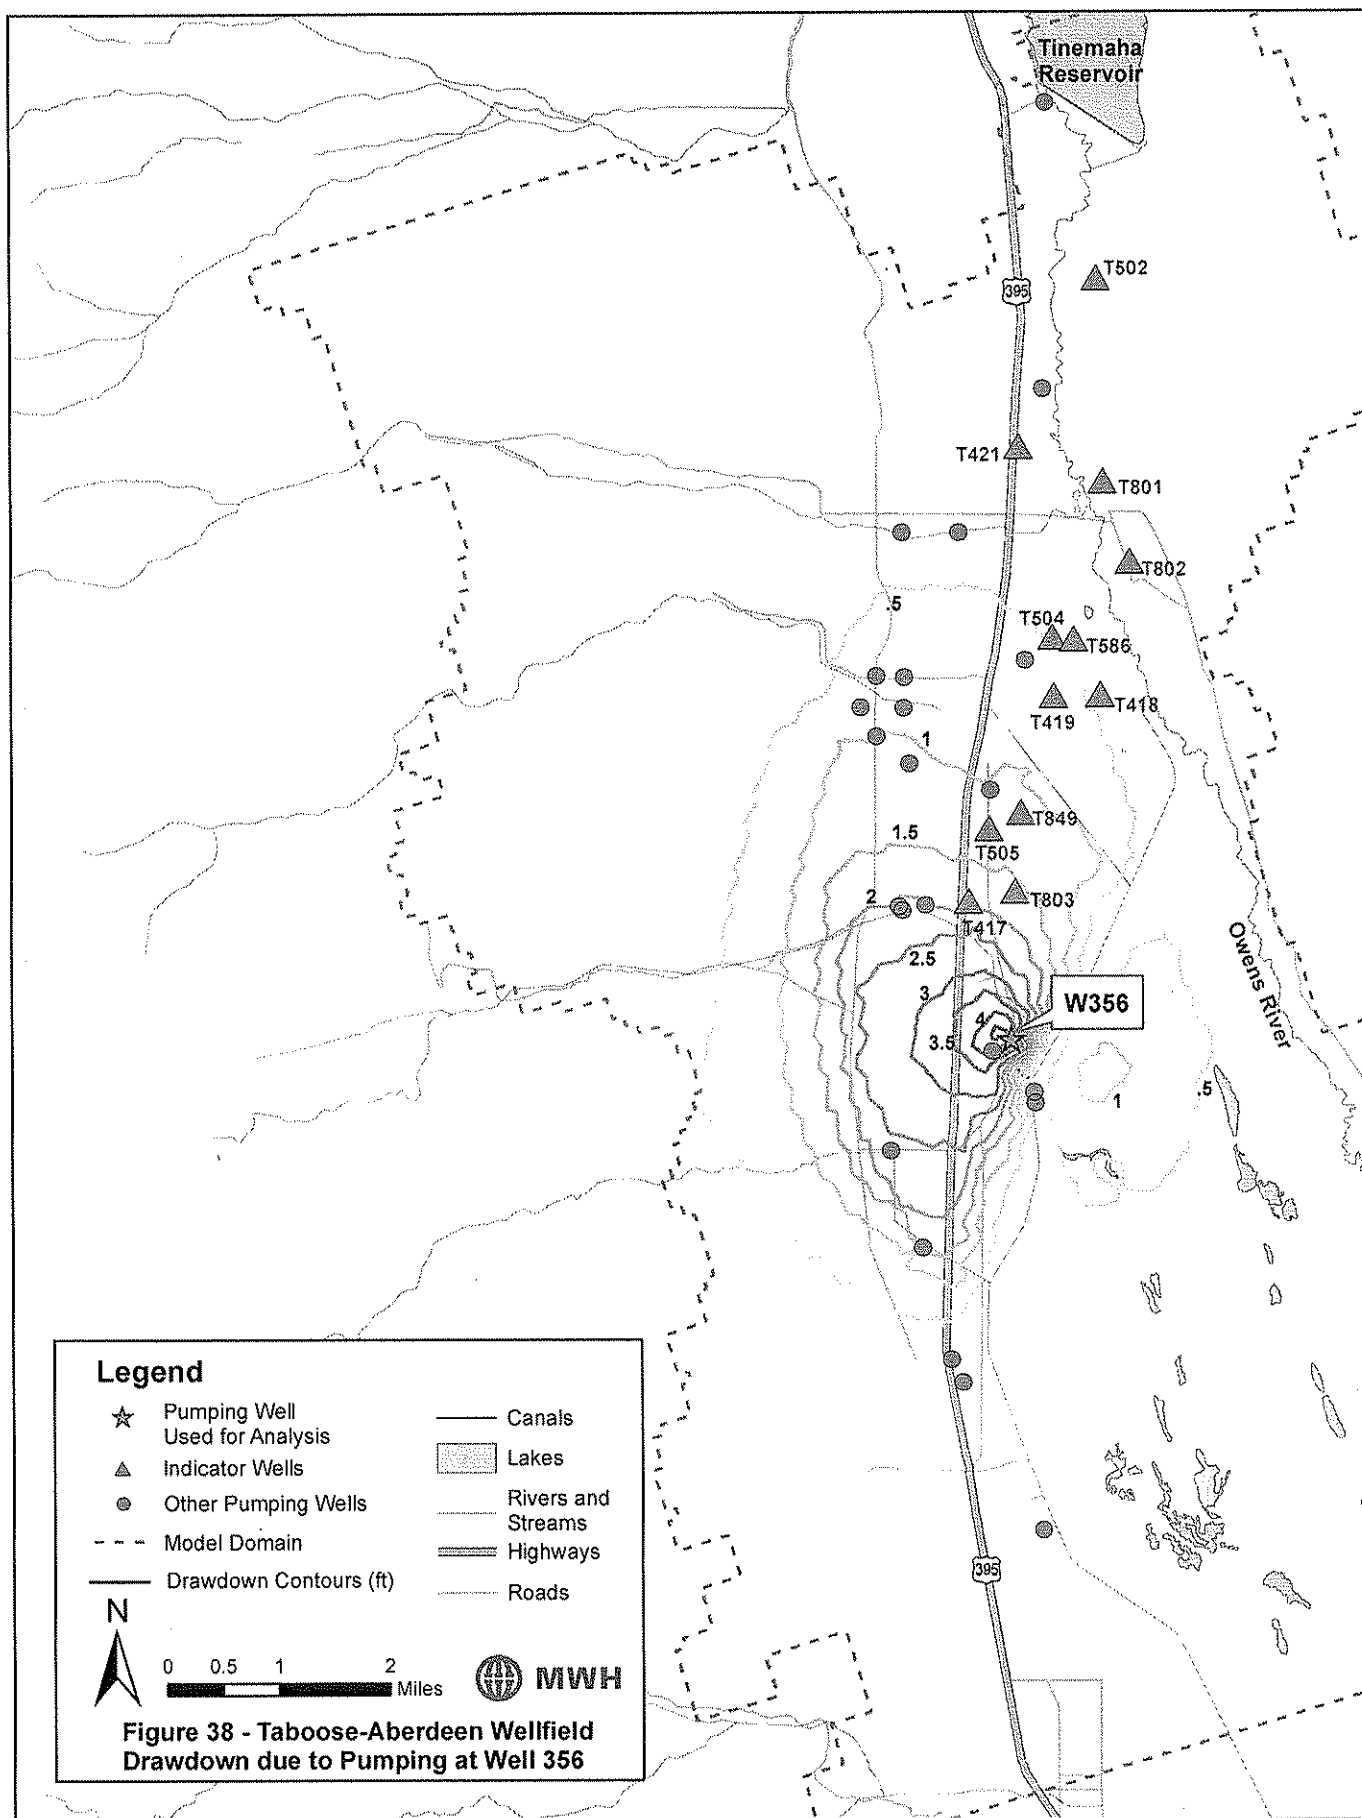 Tinemaha
Reservoir
T502
395
T421
T801
T802
.5
T504
T586
T419
T418
1
T849
1.5
T505
2
T803
T417
2.5
Owens River
3
4
W356
3.5
.5
1
1
Legend
Pumping Well
Used for Analysis
Indicator Wells
Other Pumping Wells
Model Domain
Drawdown Contours (ft)
Canals
Lakes
Rivers and
Streams
Highways
Roads
N
0 0.5 1 2
Miles
MWH
Figure 38 - Taboose-Aberdeen Wellfield
Drawdown due to Pumping at Well 356
395